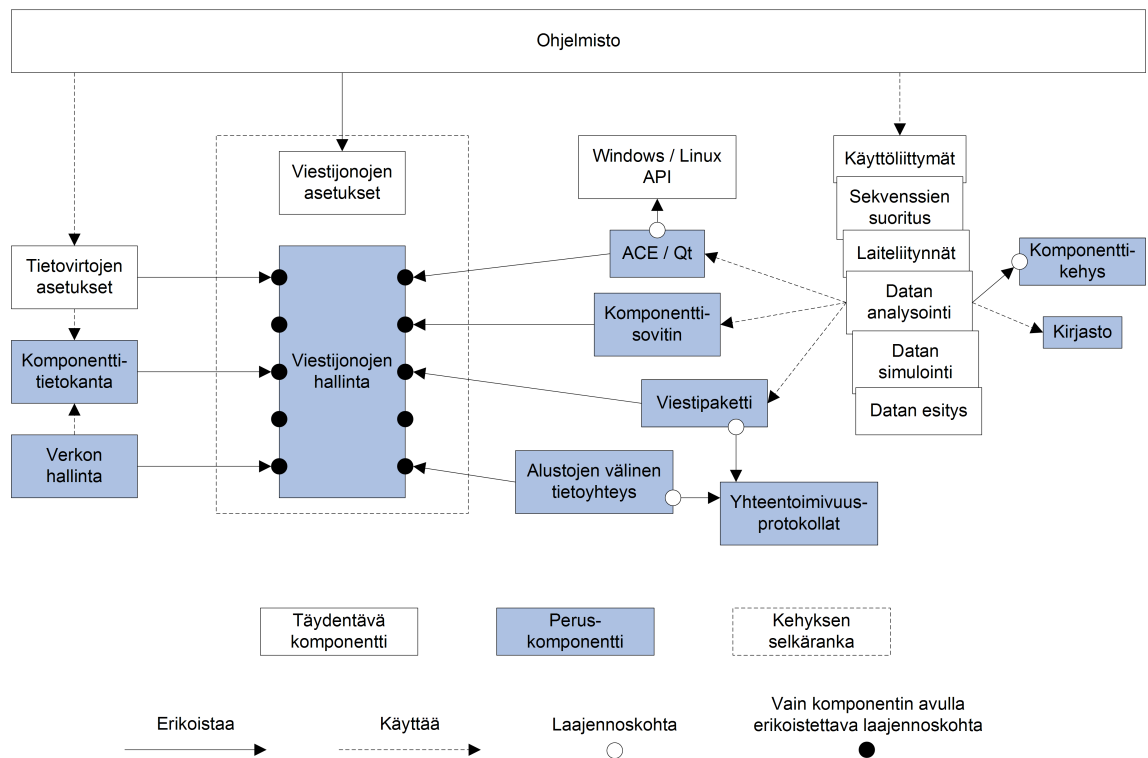 Ohjelmisto
Viestijonojen
asetukset
Windows / Linux
API
Käyttöliittymät
Sekvenssien
suoritus
Tietovirtojen
asetukset
ACE / Qt
Laiteliitynnät
Komponentti-
kehys
Datan
analysointi
Komponentti-
sovitin
Kirjasto
Komponentti-
tietokanta
Viestijonojen
hallinta
Datan
simulointi
Viestipaketti
Datan esitys
Verkon
hallinta
Alustojen välinen
tietoyhteys
Yhteentoimivuus-
protokollat
Täydentävä
komponentti
Perus-
komponentti
Kehyksen
selkäranka
Erikoistaa
Käyttää
Laajennoskohta
Vain komponentin avulla
erikoistettava laajennoskohta